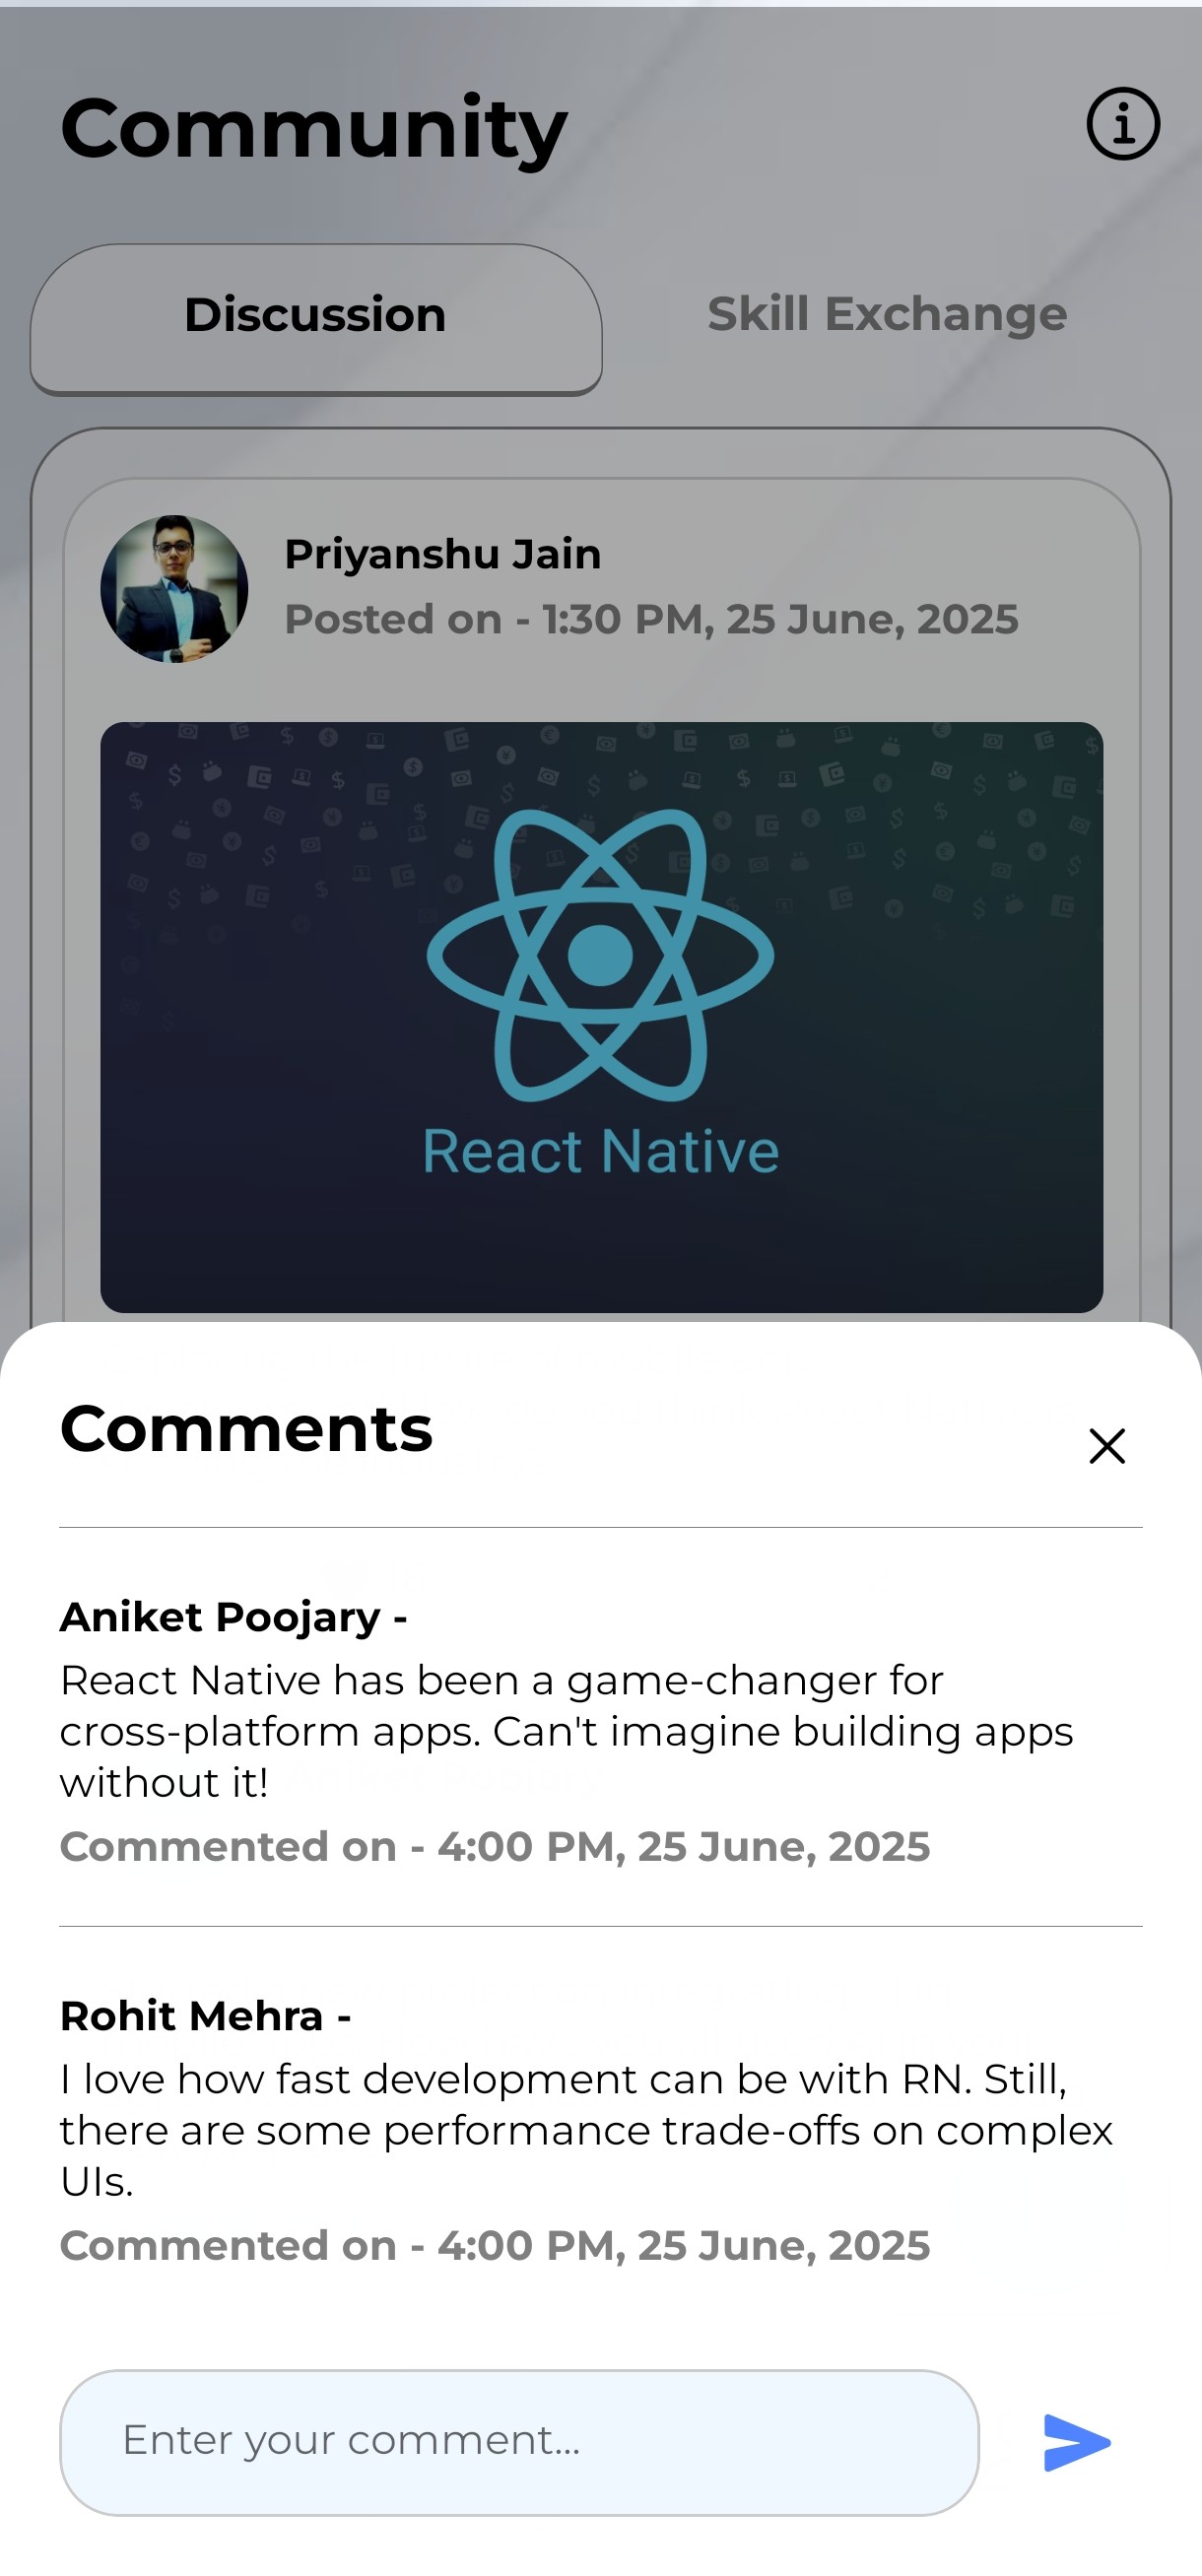 Community
Discussion
Skill Exchange
Priyanshu Jain
Posted on - 1:30 PM, 25 June, 2025
React Native
Comments
Aniket Poojary -
React Native has been a game-changer for
cross-platform apps. Can't imagine building apps
without it!
Commented on - 4:00 PM, 25 June, 2025
Rohit Mehra -
I love how fast development can be with RN. Still,
there are some performance trade-offs on complex
UIs.
Commented on - 4:00 PM, 25 June, 2025
Enter your comment...